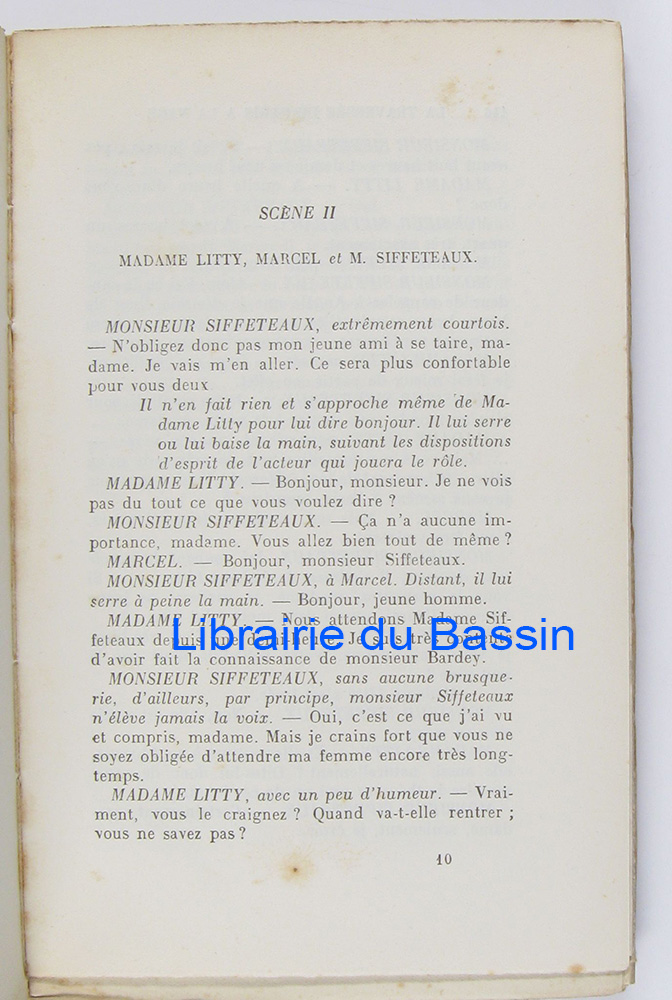 SCÈNE II
MADAME LITTY, MARCEL et M. SIFFETEAUX.
MONSIEUR SIFFETEAUX, extrêmement courtois.
— N'obligez donc pas mon jeune ami à se taire, ma-
dame. Je vais m'en aller. Ce sera plus confortable
pour vous deux
Il n'en fait rien et s'approche même de Ma-
dame Litty pour lui dire bonjour. Il lui serre
ou lui baise la main, suivant les dispositions
d'esprit de l'acteur qui jouera le rôle.
MADAME LITTY. — Bonjour, monsieur. Je ne vois
pas du tout ce que vous voulez dire ?
MONSIEUR SIFFETEAUX. — Ça n'a aucune im-
portance, madame. Vous allez bien tout de même ?
MARCEL. — Bonjour, monsieur Siffeteaux.
MONSIEUR SIFFETEAUX, à Marcel. Distant, il lui
serre à peine la main. — Bonjour, jeune homme.
MADAME LITTY. — Nous attendons Madame Sif-
feteaux depuis une demi-heure. Je suis très contente
Librairie du Bassin
d'avoir fait la connaissance de monsieur Bardey.
MONSIEUR SIFFETEAUX, sans aucune brusque-
rie, d'ailleurs, par principe, monsieur Siffeteaux
n'élève jamais la voix. — Oui, c'est ce que j'ai vu
et compris, madame. Mais je crains fort que vous ne
soyez obligée d'attendre ma femme encore très long-
temps.
MADAME LITTY, avec un peu d'humeur. — Vrai-
ment, vous le craignez ? Quand va-t-elle rentrer ;
vous ne savez pas ?
10